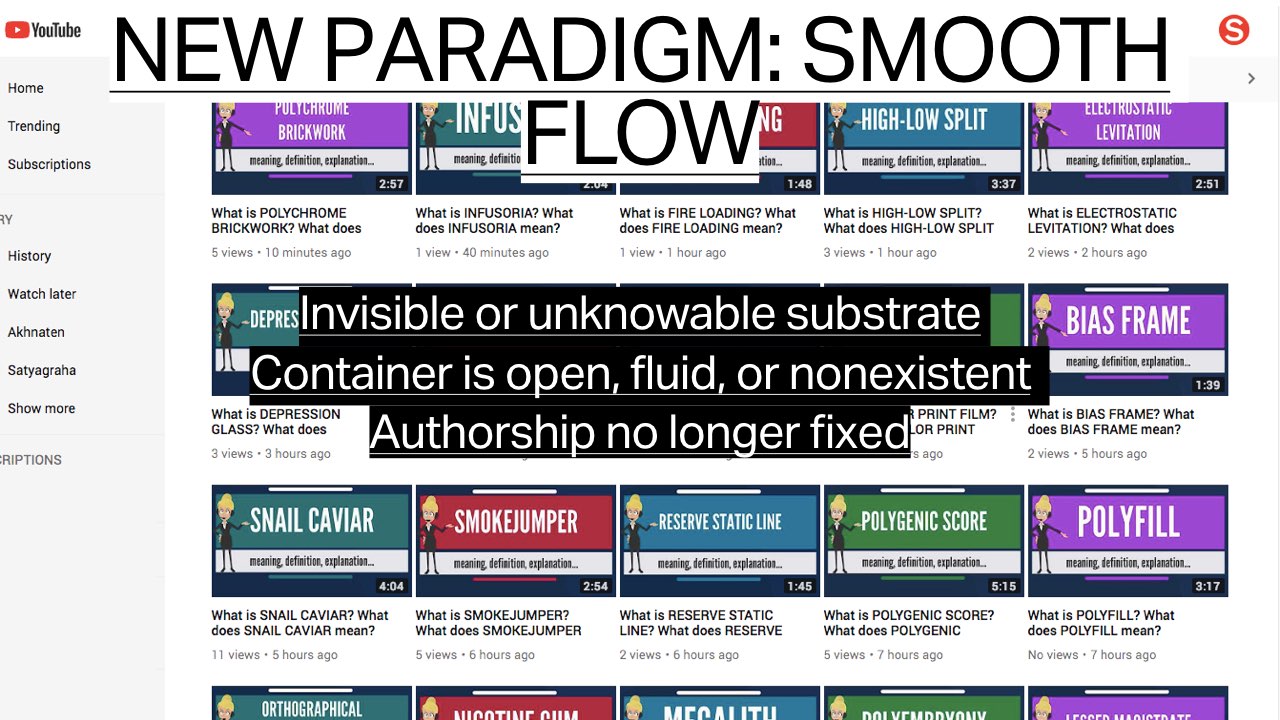 YouTube
NEW PARADIGM: SMOOTH
FLOW
S
Home
Trending
Subscriptions
RY
History
Watch later
Akhnaten
Satyagraha
Show more
CRIPTIONS
POLYCHROME
BRICKWORK
meaning, definition, explanation...
2:57
INFUS
meaning, definiti
2:04
NG
1:48
HIGH-LOW SPLIT
meaning, definition, explanation...
3:37
ELECTROSTATIC
LEVITATION
meaning, definition, explanation...
2:51
What is POLYCHROME
BRICKWORK? What does
5 views • 10 minutes ago
What is INFUSORIA? What
does INFUSORIA mean?
1 view • 40 minutes ago
What is FIRE LOADING? What
does FIRE LOADING mean?
1 view • 1 hour ago
What is HIGH-LOW SPLIT?
What does HIGH-LOW SPLIT
3 views • 1 hour ago
What is ELECTROSTATIC
LEVITATION? What does
2 views • 2 hours ago
Invisible or unknowable substrate
Container is open, fluid, or nonexistent
Authorship no longer fixed
DEPRES
BIAS FRAME
meaning, definition, explanation...
1:39
What is DEPRESSION
GLASS? What does
3 views • 3 hours ago
PRINT FILM?
LOR PRINT
s ago
What is BIAS FRAME? What
does BIAS FRAME mean?
2 views • 5 hours ago
SNAIL CAVIAR
meaning, definition, explanation...
4:04
SMOKEJUMPER
meaning, definition, explanation...
2:54
RESERVE STATIC LINE
meaning, definition, explanation...
1:45
POLYGENIC SCORE
meaning, definition, explanation...
5:15
POLYFILL
meaning, definition, explanation...
3:17
What is SNAIL CAVIAR? What
does SNAIL CAVIAR mean?
11 views • 5 hours ago
What is SMOKEJUMPER?
What does SMOKEJUMPER
5 views • 6 hours ago
What is RESERVE STATIC
LINE? What does RESERVE
2 views • 6 hours ago
What is POLYGENIC SCORE?
What does POLYGENIC
5 views • 7 hours ago
What is POLYFILL? What
does POLYFILL mean?
No views • 7 hours ago
ORTHOGRAPHICAL
NICOTINE GUM
MEGALITH
POLYEMBRYONY
LESSER MAGISTRATE